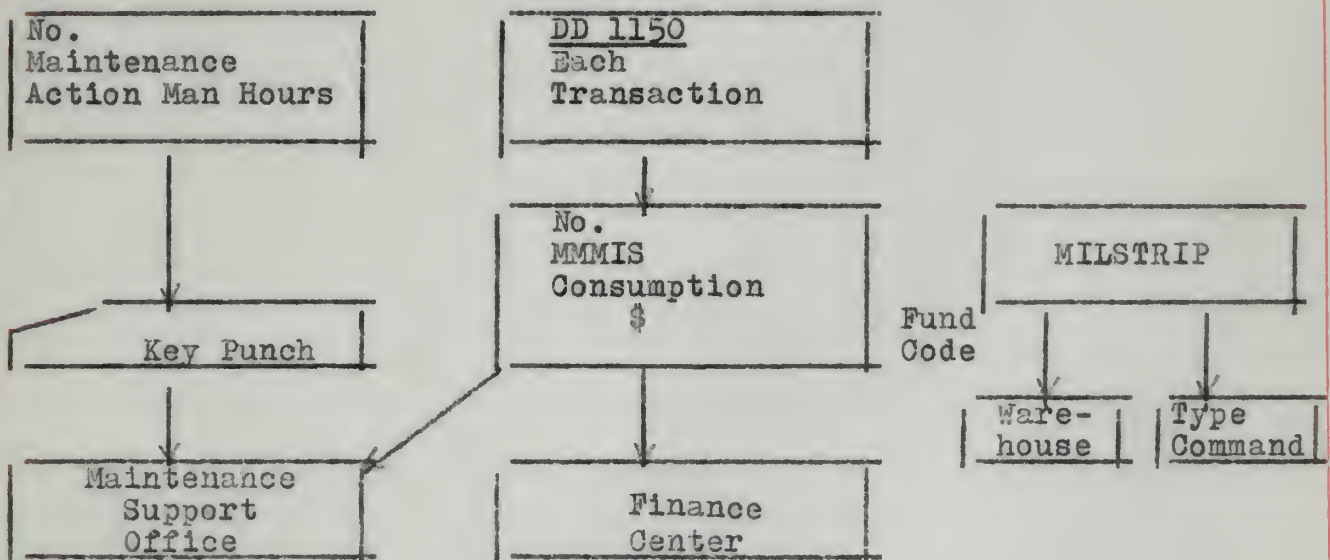 No.
Maintenance
Action Man Hours
DD 1150
Each
Transaction
No.
MMMIS
Consumption
$
MILSTRIP
Fund
Code
Key Punch
Ware-
house
Type
Command
Maintenance
Support
Office
Finance
Center